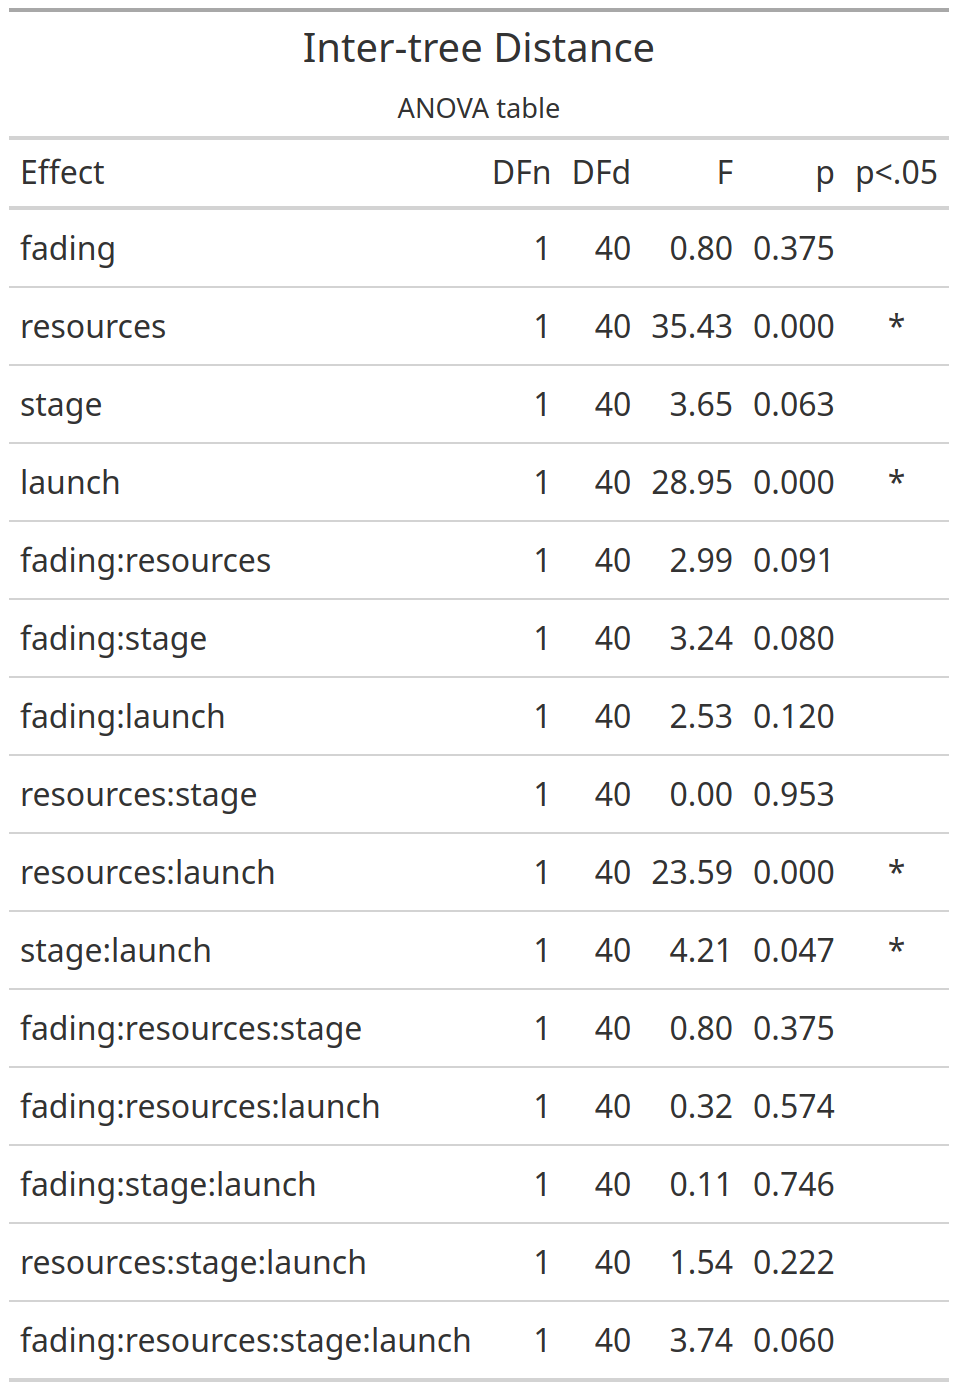 Inter-tree Distance
ANOVA table
Effect DFn DFd F p p<.05
fading 1 40 0.80 0.375
resources 1 40 35.43 0.000 *
stage 1 40 3.65 0.063
launch 1 40 28.95 0.000 *
fading:resources 1 40 2.99 0.091
fading:stage 1 40 3.24 0.080
fading:launch 1 40 2.53 0.120
resources:stage 1 40 0.00 0.953
resources:launch 1 40 23.59 0.000 *
stage:launch 1 40 4.21 0.047 *
fading:resources:stage 1 40 0.80 0.375
fading:resources:launch 1 40 0.32 0.574
fading:stage:launch 1 40 0.11 0.746
resources:stage:launch 1 40 1.54 0.222
fading:resources:stage:launch 1 40 3.74 0.060